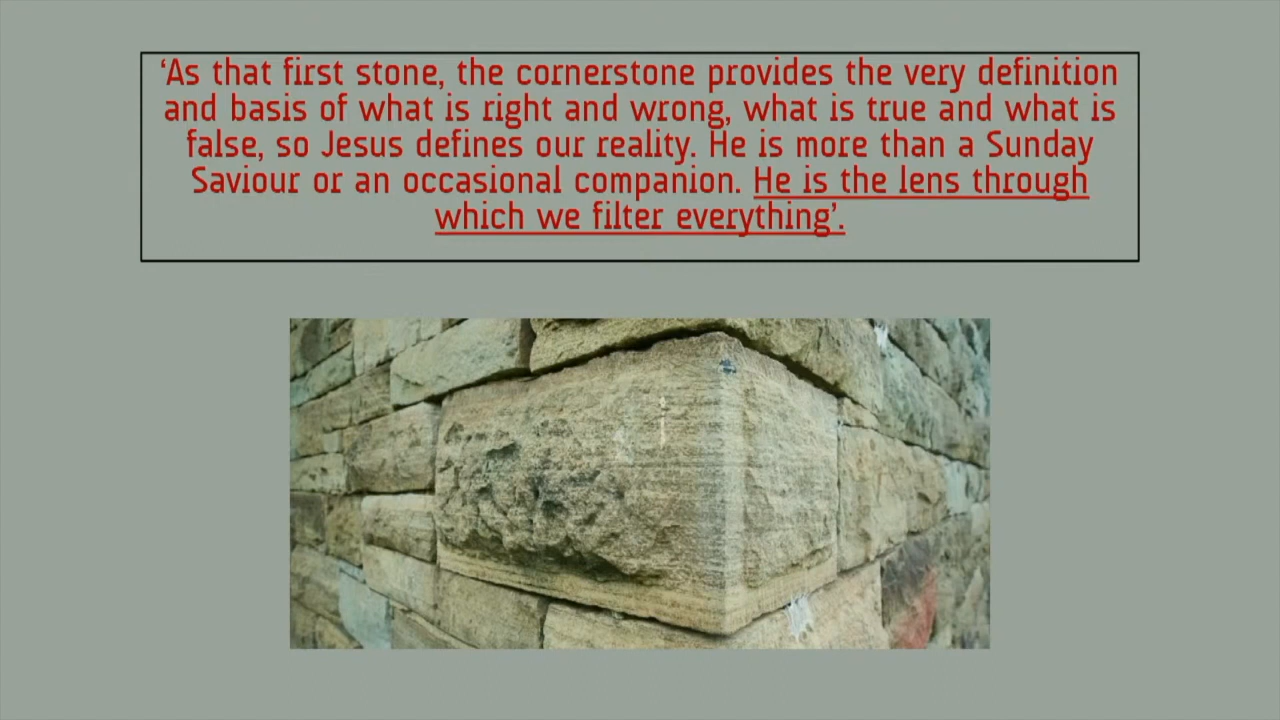 ‘As that first stone, the cornerstone provides the very definition
and basis of what is right and wrong, what is true and what is
false, so Jesus defines our reality. He is more than a Sunday
Saviour or an occasional companion. He is the lens through
which we filter everything’.